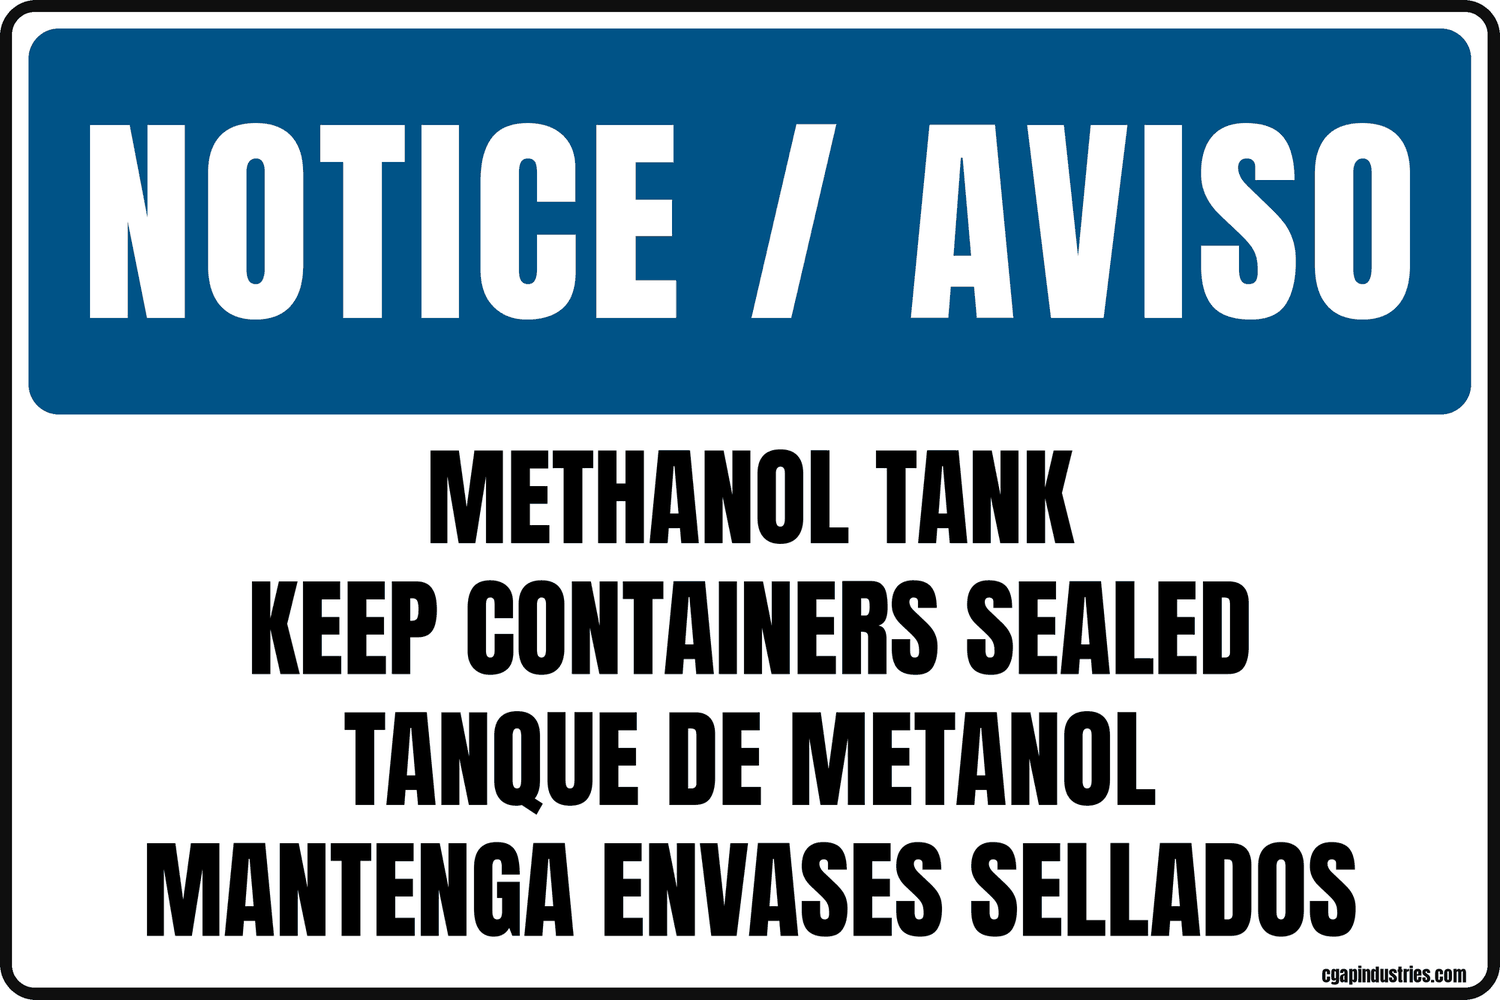 NOTICE / AVISO
METHANOL TANK
KEEP CONTAINERS SEALED
TANQUE DE METANOL
MANTENGA ENVASES SELLADOS
cgapindustries.com